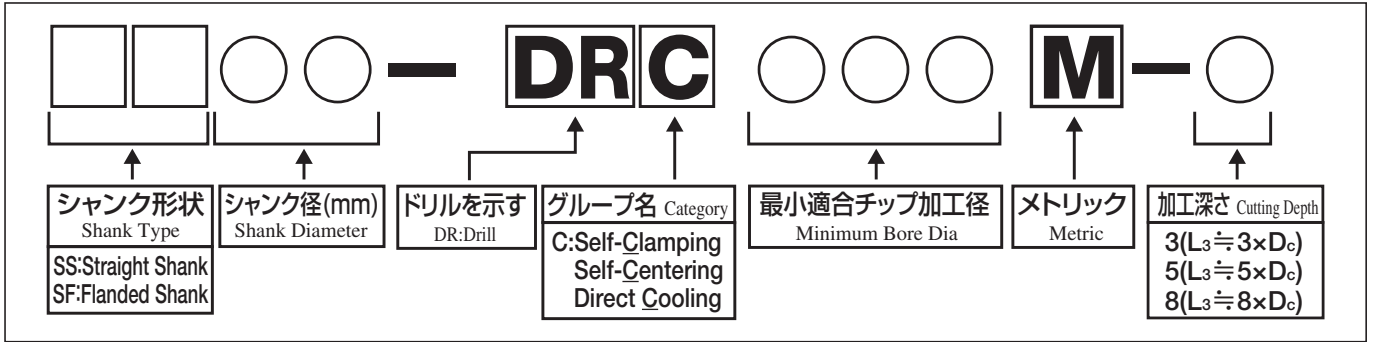 DRC M
シャンク形状
Shank Type
SS:Straight Shank
SF:Flanded Shank
シャンク径(mm)
Shank Diameter
ドリルを示す
DR:Drill
グループ名 Category
C:Self-Clamping
Self-Centering
Direct Cooling
最小適合チップ加工径
Minimum Bore Dia
メトリック
Metric
加工深さ Cutting Depth
3(L₃≒3×Dc)
5(L₃≒5×Dc)
8(L₃≒8×Dc)